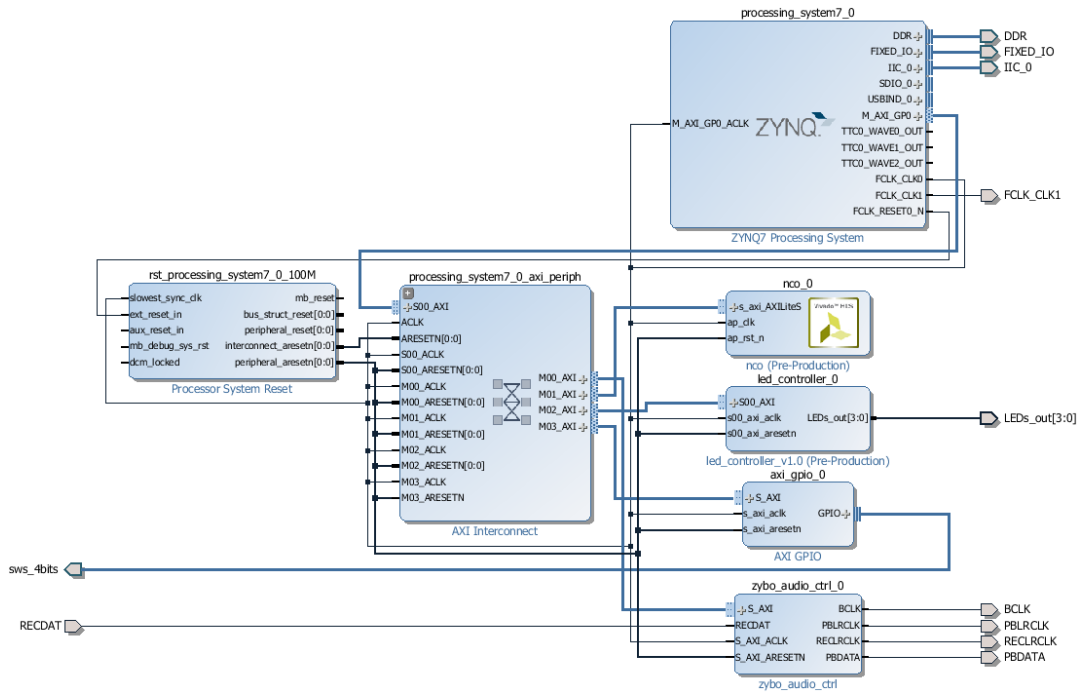 processing_system7_0
DDR
FIXED_IO
IIC_0
SDIO_0
USBIND_0
M_AXI_GP0
TTC0_WAVE0_OUT
TTC0_WAVE1_OUT
TTC0_WAVE2_OUT
FCLK_CLK0
FCLK_CLK1
FCLK_RESET0_N
M_AXI_GP0_ACLK
ZYNQ
ZYNQ7 Processing System
DDR
FIXED_IO
IIC_0
FCLK_CLK1
rst_processing_system7_0_100M
slowest_sync_clk
ext_reset_in
aux_reset_in
mb_debug_sys_rst
dcm_locked
mb_reset
bus_struct_reset[0:0]
peripheral_reset[0:0]
interconnect_aresetn[0:0]
peripheral_aresetn[0:0]
Processor System Reset
processing_system7_0_axi_periph
S00_AXI
ACLK
ARESETN[0:0]
S00_ACLK
S00_ARESETN[0:0]
M00_ACLK
M00_ARESETN[0:0]
M01_ACLK
M01_ARESETN[0:0]
M02_ACLK
M02_ARESETN[0:0]
M03_ACLK
M03_ARESETN
M00_AXI
M01_AXI
M02_AXI
M03_AXI
AXI Interconnect
nco_0
s_axi_AXILiteS
ap_clk
ap_rst_n
Vivado™ HLS
nco (Pre-Production)
led_controller_0
S00_AXI
s00_axi_aclk
s00_axi_aresetn
LEDs_out[3:0]
led_controller_v1.0 (Pre-Production)
LEDs_out[3:0]
axi_gpio_0
S_AXI
s_axi_aclk
s_axi_aresetn
GPIO
AXI GPIO
sws_4bits
zybo_audio_ctrl_0
S_AXI
RECDAT
S_AXI_ACLK
S_AXI_ARESETN
BCLK
PBLRCLK
RECLRCLK
PBDATA
zybo_audio_ctrl
RECDAT
BCLK
PBLRCLK
RECLRCLK
PBDATA